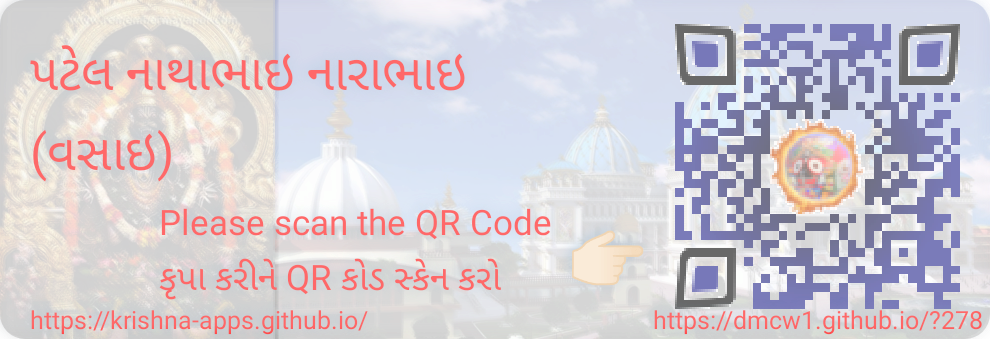 પટેલ નાથાભાઇ નારાભાઇ
(વસાઇ)
Please scan the QR Code
કૃપા કરીને QR કોડ સ્કેન કરો
https://krishna-apps.github.io/
https://dmcw1.github.io/?278